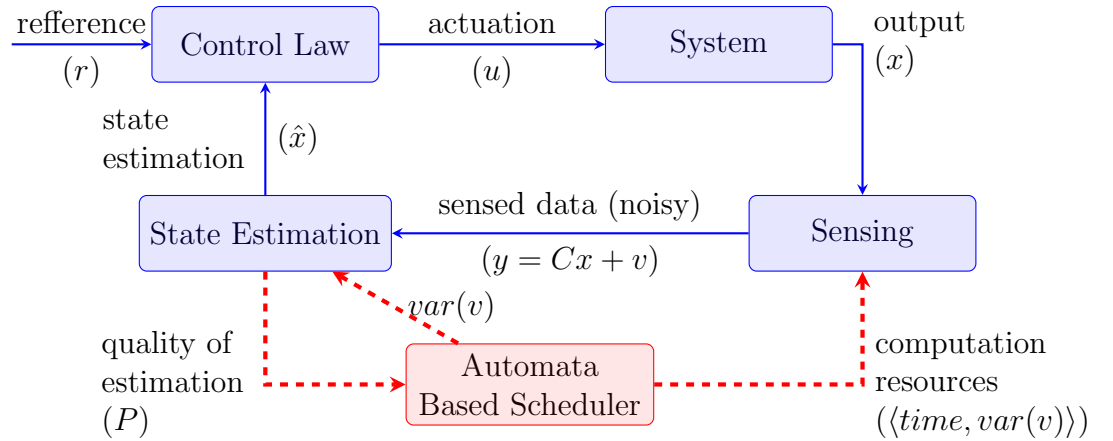 refference
(r)
Control Law
actuation
(u)
System
output
(x)
state
estimation
(x̂)
State Estimation
sensed data (noisy)
(y = Cx + v)
Sensing
var(v)
quality of
estimation
(P)
Automata
Based Scheduler
computation
resources
(⟨time, var(v)⟩)